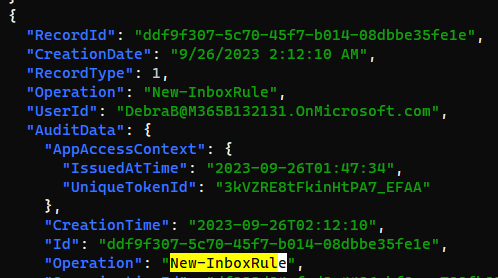 {
"RecordId": "ddf9f307-5c70-45f7-b014-08dbbe35fe1e",
"CreationDate": "9/26/2023 2:12:10 AM",
"RecordType": 1,
"Operation": "New-InboxRule",
"UserId": "DebraB@M365B132131.OnMicrosoft.com",
"AuditData": {
"AppAccessContext": {
"IssuedAtTime": "2023-09-26T01:47:34",
"UniqueTokenId": "3kVZRE8tFkinHtPA7_EFAA"
},
"CreationTime": "2023-09-26T02:12:10",
"Id": "ddf9f307-5c70-45f7-b014-08dbbe35fe1e",
"Operation": "New-InboxRule",